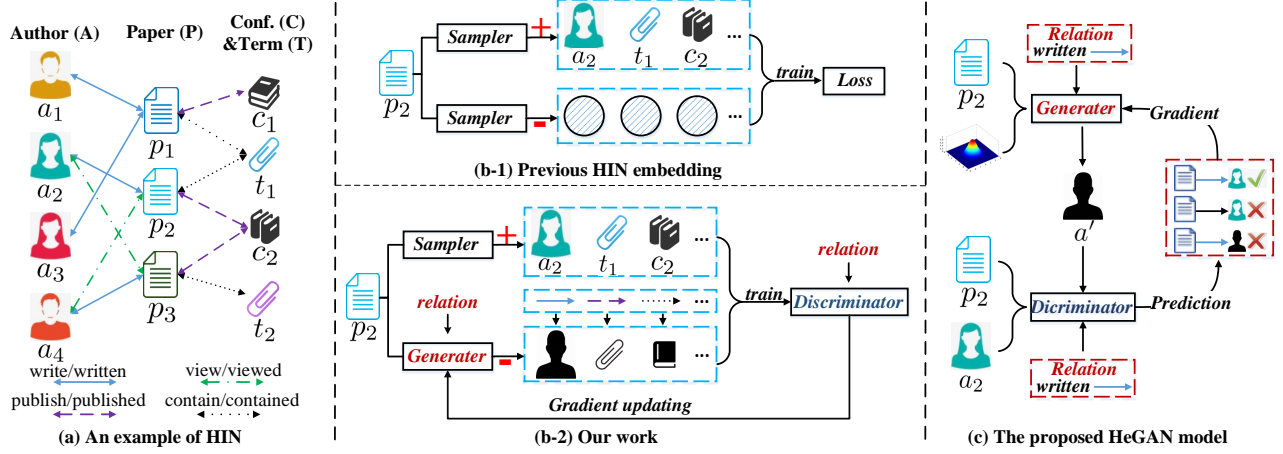 Author (A)
Paper (P)
Conf. (C)
&Term (T)
a1
a2
a3
a4
p1
p2
p3
c1
t1
c2
t2
write/written
view/viewed
publish/published
contain/contained
(a) An example of HIN
p2
Sampler
+
a2
t1
c2
...
Sampler
-
...
train
Loss
(b-1) Previous HIN embedding
p2
Sampler
+
a2
t1
c2
...
relation
Generater
-
...
...
train
relation
Discriminator
Gradient updating
(b-2) Our work
Relation
written
p2
Generater
Gradient
a′
p2
a2
Dicriminator
Prediction
Relation
written
(c) The proposed HeGAN model